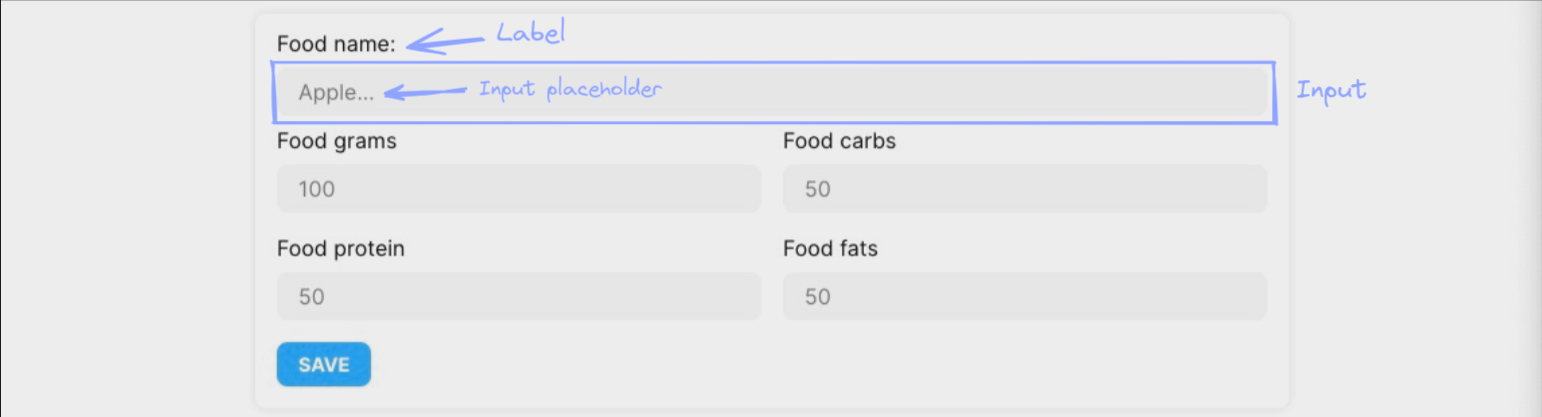 Food name: Label
Apple... Input placeholder Input
Food grams Food carbs
100 50
Food protein Food fats
50 50
SAVE